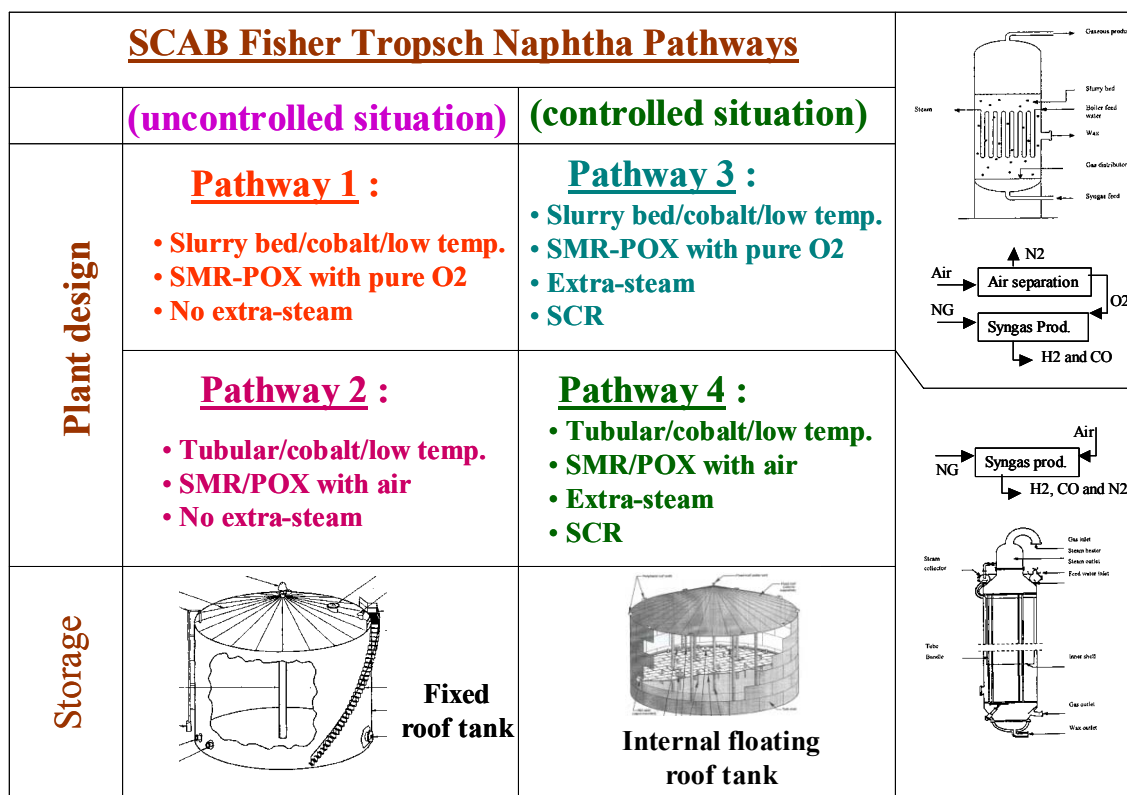 SCAB Fisher Tropsch Naphtha Pathways
(uncontrolled situation)
(controlled situation)
Plant design
Pathway 1 :
• Slurry bed/cobalt/low temp.
• SMR-POX with pure O2
• No extra-steam
Pathway 3 :
• Slurry bed/cobalt/low temp.
• SMR-POX with pure O2
• Extra-steam
• SCR
Pathway 2 :
• Tubular/cobalt/low temp.
• SMR/POX with air
• No extra-steam
Pathway 4 :
• Tubular/cobalt/low temp.
• SMR/POX with air
• Extra-steam
• SCR
Storage
Fixed
roof tank
Internal floating
roof tank
Gaseous produ
Slurry bed
Steam
Boiler feed
water
Wax
Gas distributor
Syngas feed
N2
Air
Air separation
O2
NG
Syngas Prod.
H2 and CO
Air
NG
Syngas prod.
H2, CO and N2
Gas inlet
Steam heater
Steam outlet
Steam
collector
Feed water inlet
Tube
Bundle
Inner shell
Gas outlet
Wax outlet